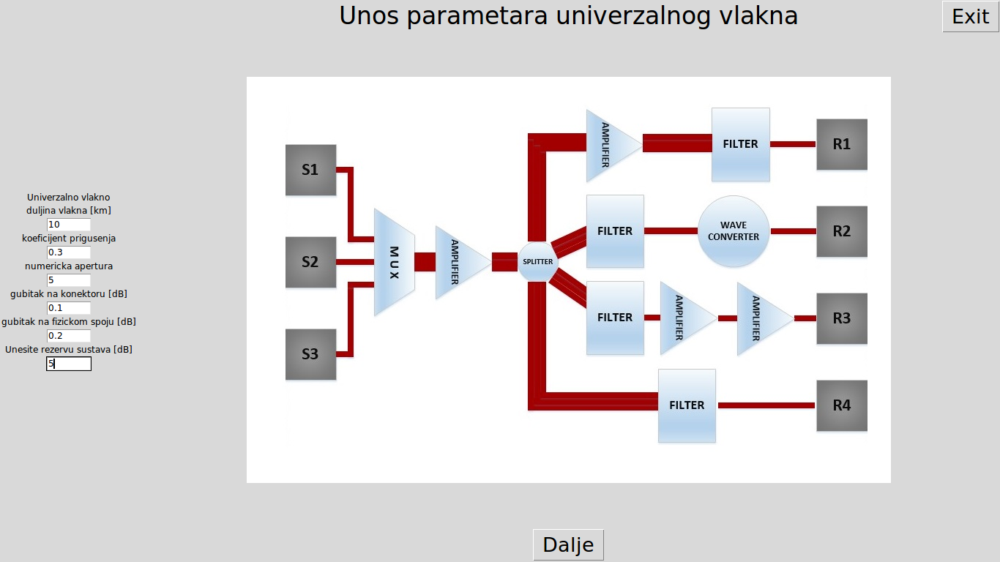 Unos parametara univerzalnog vlakna
Exit
Univerzalno vlakno
duljina vlakna [km]
10
koeficijent prigusenja
0.3
numericka apertura
5
gubitak na konektoru [dB]
0.1
gubitak na fizickom spoju [dB]
0.2
Unesite rezervu sustava [dB]
5
S1
S2
S3
MUX
AMPLIFIER
SPLITTER
AMPLIFIER
FILTER
R1
FILTER
WAVE
CONVERTER
R2
FILTER
AMPLIFIER
AMPLIFIER
R3
FILTER
R4
Dalje